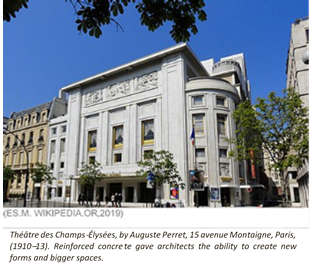 (ES.M. WIKIPEDIA.OR,2019)
Théâtre des Champs-Élysées, by Auguste Perret, 15 avenue Montaigne, Paris,
(1910–13). Reinforced concrete gave architects the ability to create new
forms and bigger spaces.